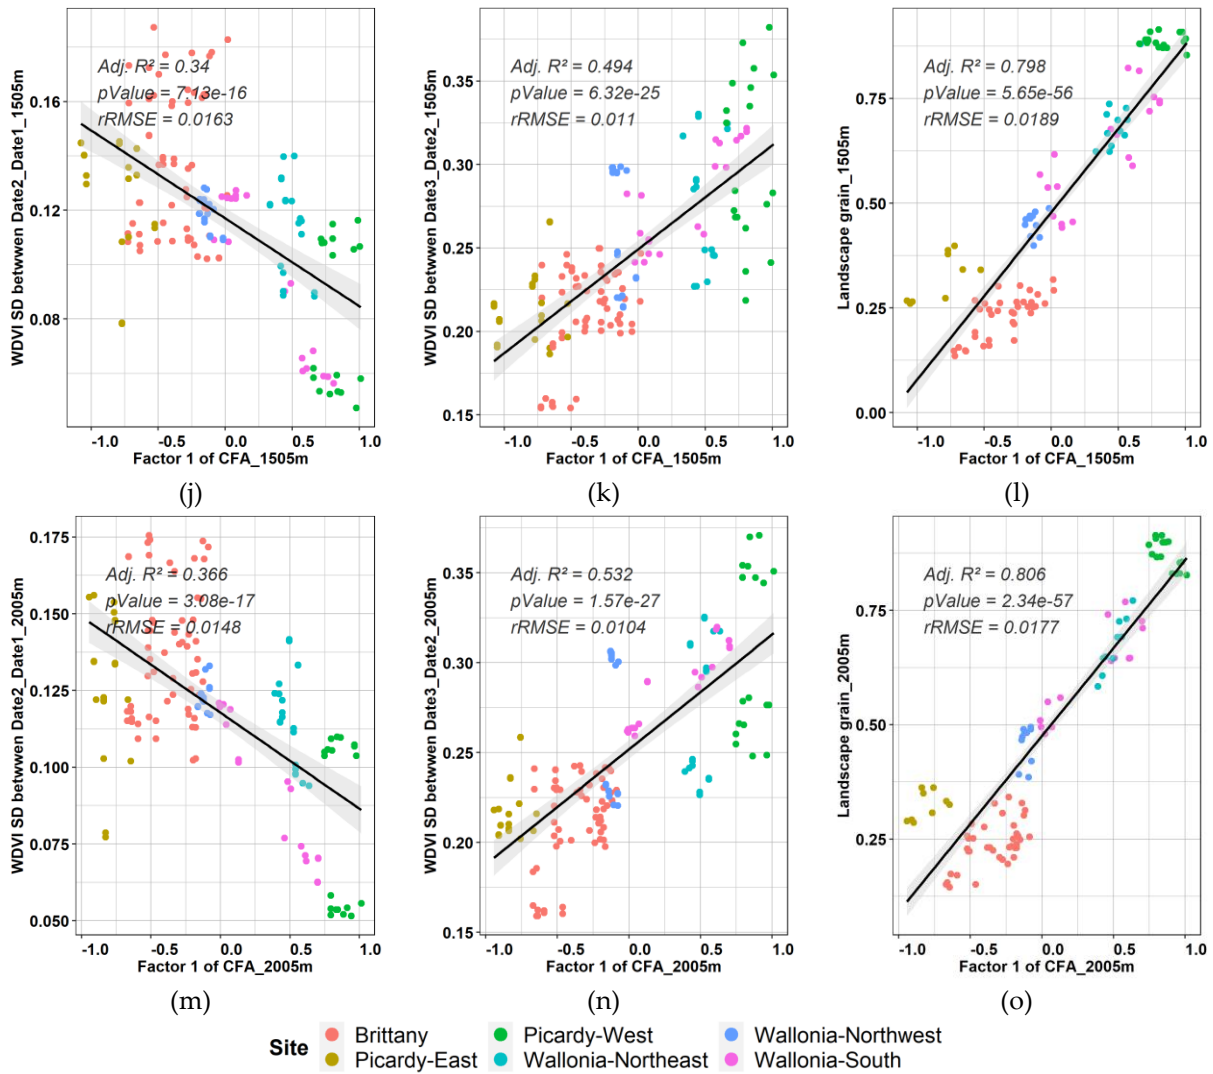 WDVI SD betwwen Date2_Date1_1505m
0.16
0.12
0.08
Adj. R² = 0.34
pValue = 7.13e-16
rRMSE = 0.0163
-1.0 -0.5 0.0 0.5 1.0
Factor 1 of CFA_1505m
(j)
WDVI SD betwwen Date3_Date2_1505m
0.35
0.30
0.25
0.20
0.15
Adj. R² = 0.494
pValue = 6.32e-25
rRMSE = 0.011
-1.0 -0.5 0.0 0.5 1.0
Factor 1 of CFA_1505m
(k)
Landscape grain_1505m
0.75
0.50
0.25
0.00
Adj. R² = 0.798
pValue = 5.65e-56
rRMSE = 0.0189
-1.0 -0.5 0.0 0.5 1.0
Factor 1 of CFA_1505m
(l)
WDVI SD betwwen Date2_Date1_2005m
0.175
0.150
0.125
0.100
0.075
0.050
Adj. R² = 0.366
pValue = 3.08e-17
rRMSE = 0.0148
-1.0 -0.5 0.0 0.5 1.0
Factor 1 of CFA_2005m
(m)
WDVI SD betwwen Date3_Date2_2005m
0.35
0.30
0.25
0.20
0.15
Adj. R² = 0.532
pValue = 1.57e-27
rRMSE = 0.0104
-1.0 -0.5 0.0 0.5 1.0
Factor 1 of CFA_2005m
(n)
Landscape grain_2005m
0.75
0.50
0.25
Adj. R² = 0.806
pValue = 2.34e-57
rRMSE = 0.0177
-1.0 -0.5 0.0 0.5 1.0
Factor 1 of CFA_2005m
(o)
Site
Brittany Picardy-West Wallonia-Northwest
Picardy-East Wallonia-Northeast Wallonia-South